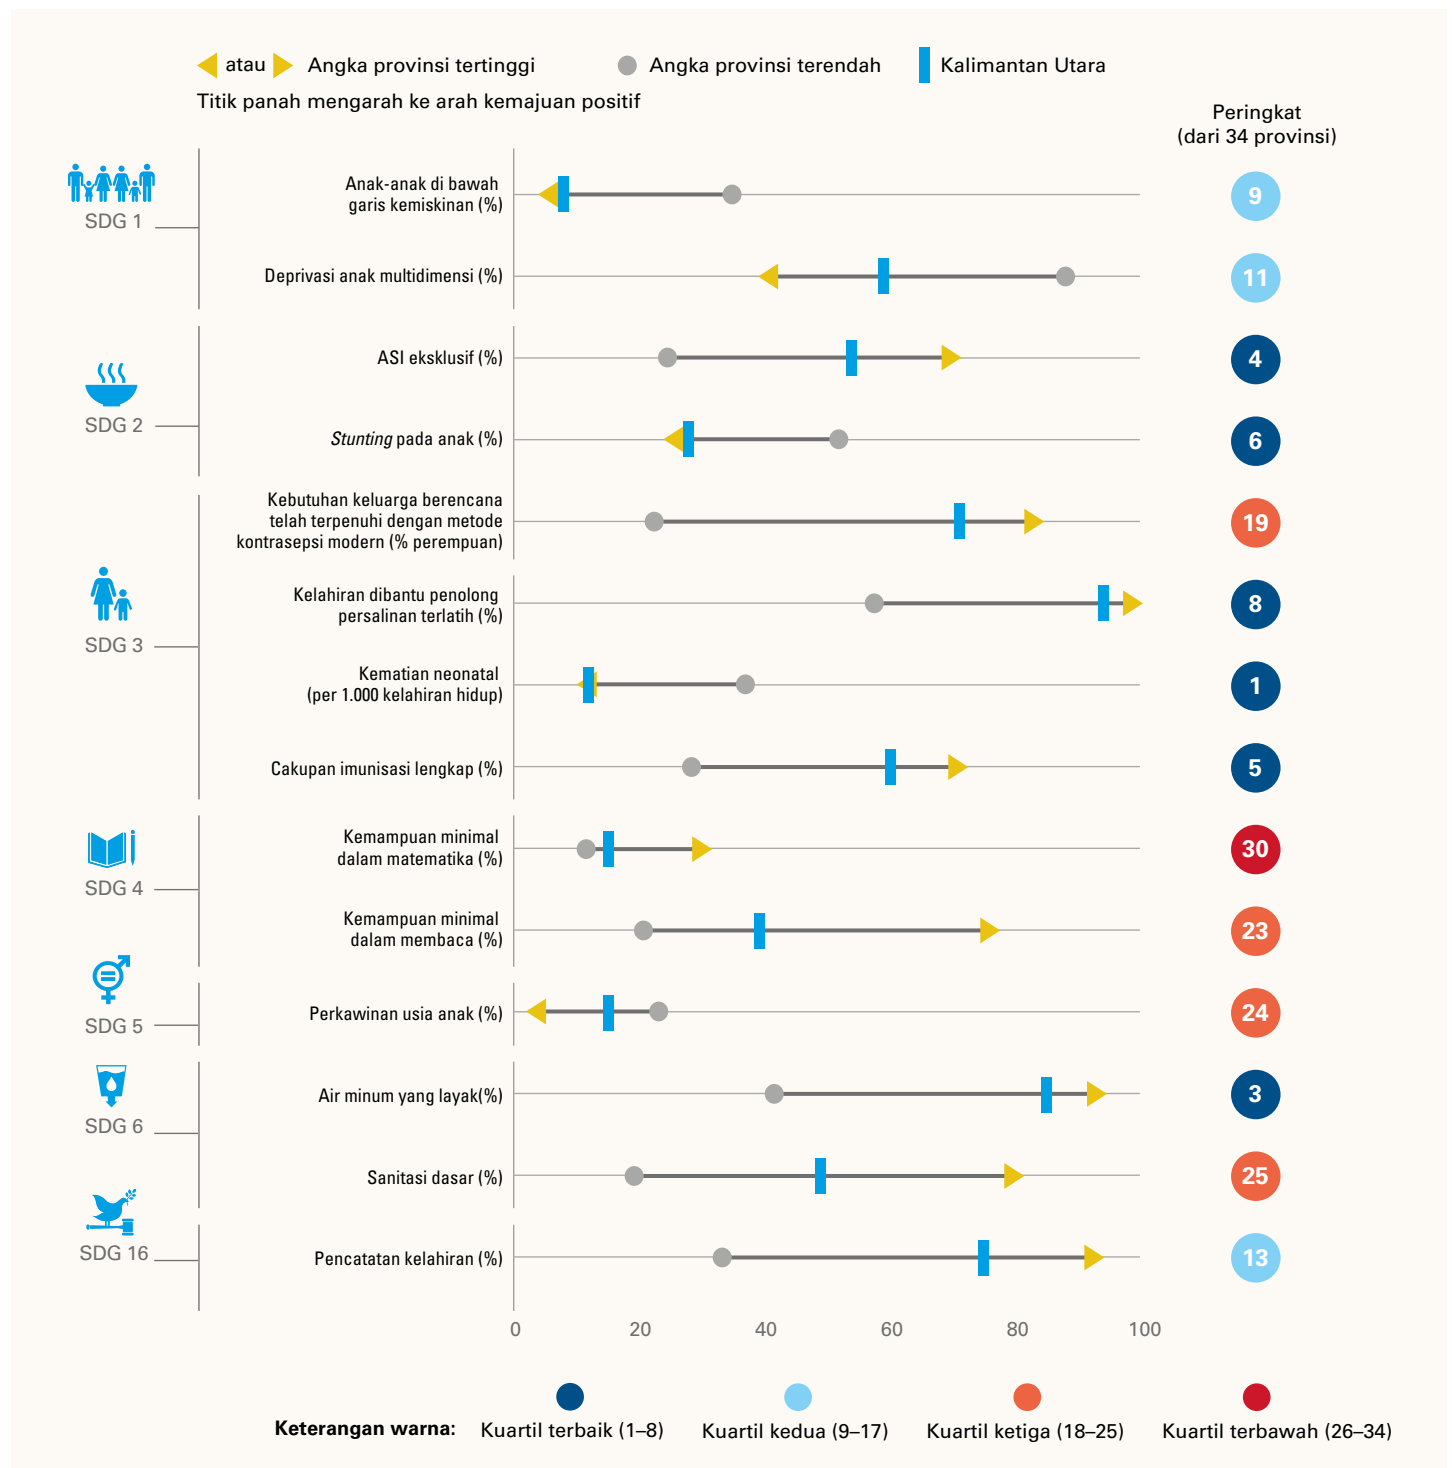 atau Angka provinsi tertinggi Angka provinsi terendah Kalimantan Utara
Titik panah mengarah ke arah kemajuan positif
Peringkat
(dari 34 provinsi)
SDG 1
Anak-anak di bawah
garis kemiskinan (%)
9
Deprivasi anak multidimensi (%)
11
SDG 2
ASI eksklusif (%)
4
Stunting pada anak (%)
6
SDG 3
Kebutuhan keluarga berencana
telah terpenuhi dengan metode
kontrasepsi modern (% perempuan)
19
Kelahiran dibantu penolong
persalinan terlatih (%)
8
Kematian neonatal
(per 1.000 kelahiran hidup)
1
Cakupan imunisasi lengkap (%)
5
SDG 4
Kemampuan minimal
dalam matematika (%)
30
Kemampuan minimal
dalam membaca (%)
23
SDG 5
Perkawinan usia anak (%)
24
SDG 6
Air minum yang layak(%)
3
Sanitasi dasar (%)
25
SDG 16
Pencatatan kelahiran (%)
13
0 20 40 60 80 100
Keterangan warna: Kuartil terbaik (1–8) Kuartil kedua (9–17) Kuartil ketiga (18–25) Kuartil terbawah (26–34)